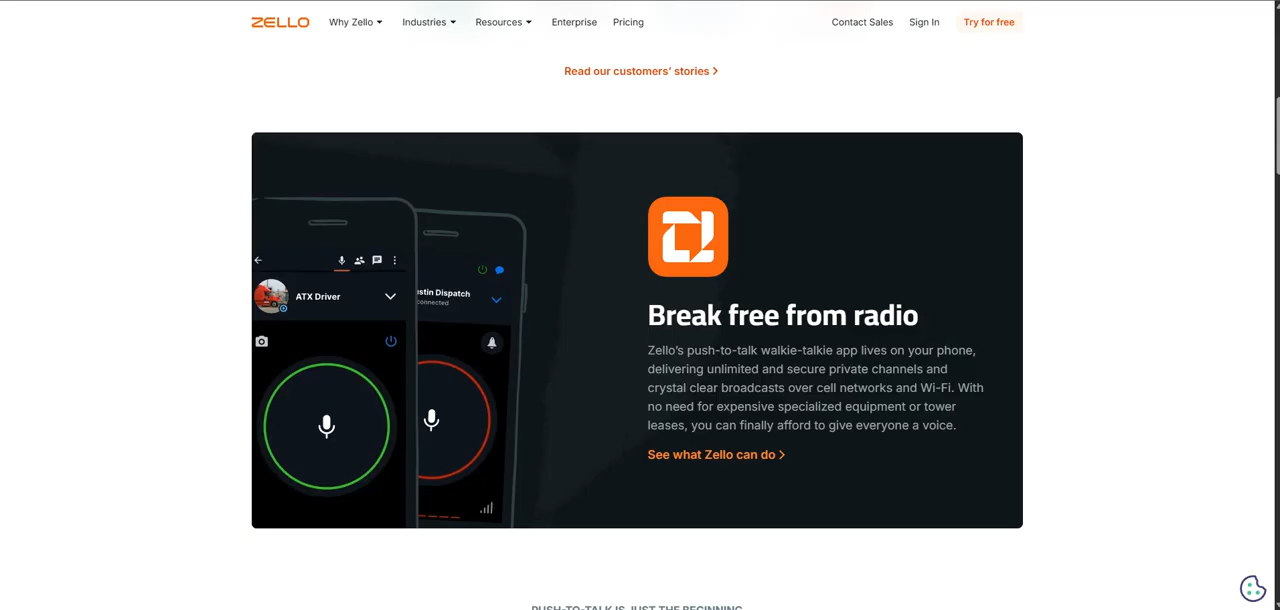 ZELLO Why Zello Industries Resources Enterprise Pricing Contact Sales Sign In Try for free
Read our customers’ stories
ATX Driver
stin Dispatch
connected
Break free from radio
Zello’s push-to-talk walkie-talkie app lives on your phone,
delivering unlimited and secure private channels and
crystal clear broadcasts over cell networks and Wi-Fi. With
no need for expensive specialized equipment or tower
leases, you can finally afford to give everyone a voice.
See what Zello can do
PUSH-TO-TALK IS JUST THE BEGINNING